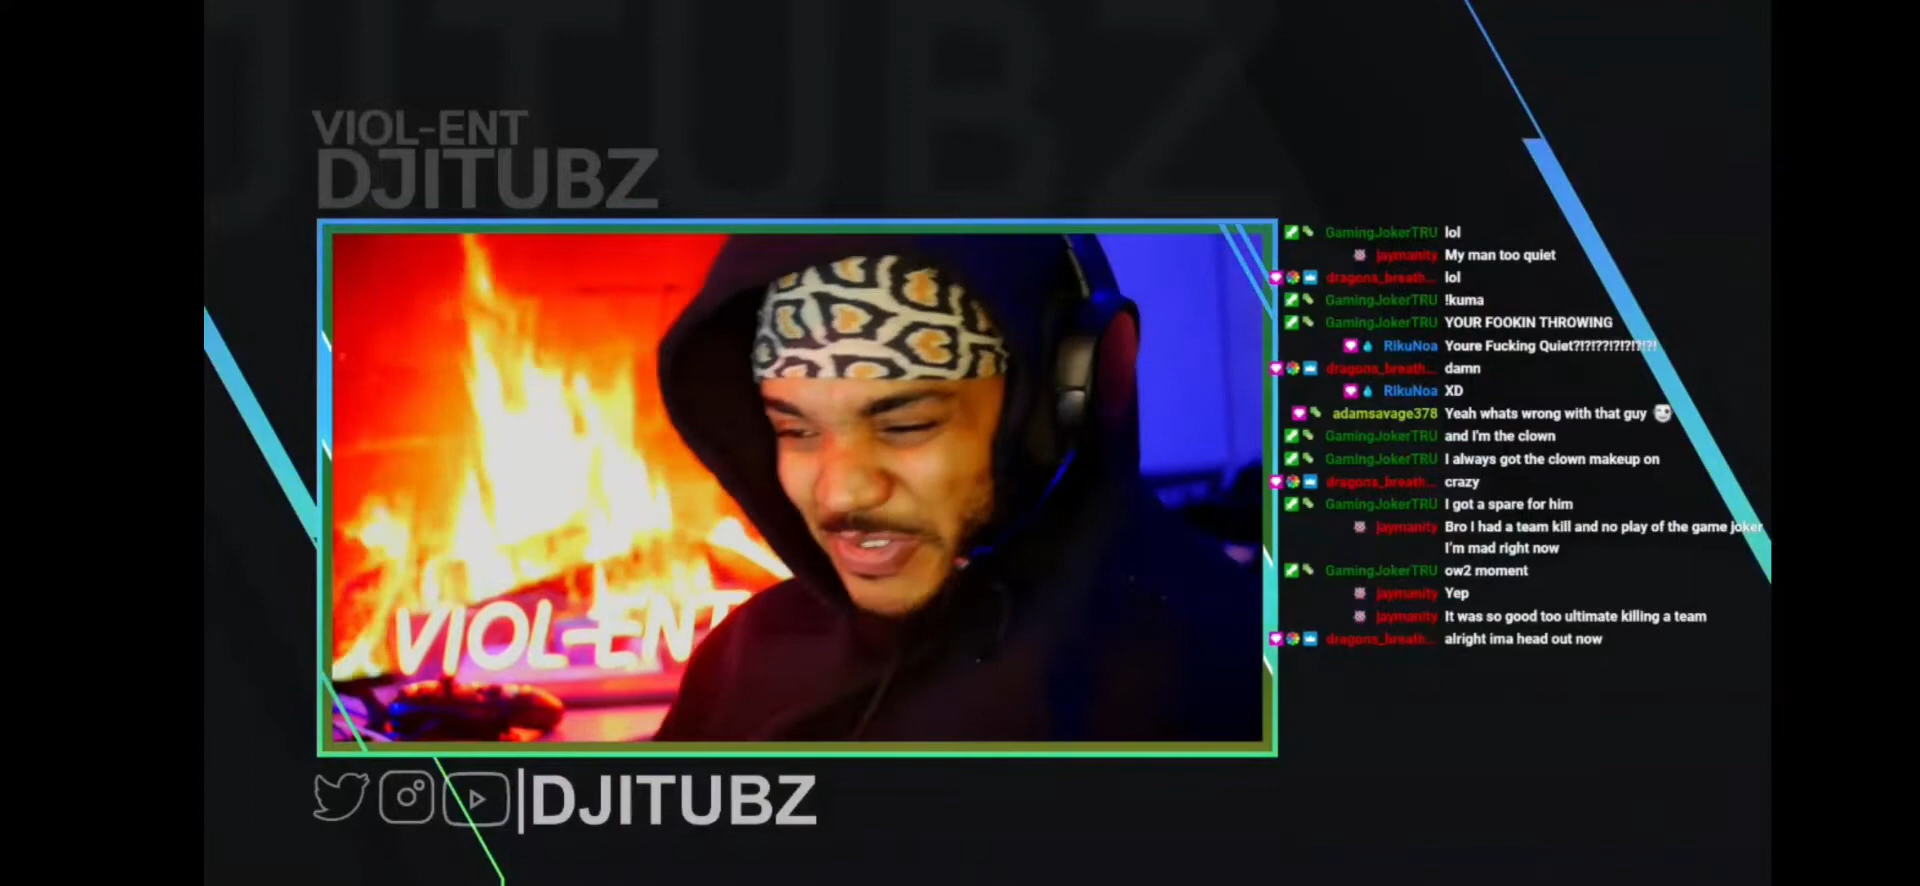 DJITUBZ
VIOL-ENT
DJITUBZ
VIOL-ENT
GamingJokerTRU lol
jaymanity My man too quiet
dragons_breath... lol
GamingJokerTRU !kuma
GamingJokerTRU YOUR FOOKIN THROWING
RikuNoa Youre Fucking Quiet?!?!??!?!?!?!?!
dragons_breath... damn
RikuNoa XD
adamsavage378 Yeah whats wrong with that guy
GamingJokerTRU and I'm the clown
GamingJokerTRU I always got the clown makeup on
dragons_breath... crazy
GamingJokerTRU I got a spare for him
jaymanity Bro I had a team kill and no play of the game joker
I'm mad right now
GamingJokerTRU ow2 moment
jaymanity Yep
jaymanity It was so good too ultimate killing a team
dragons_breath... alright ima head out now
|DJITUBZ